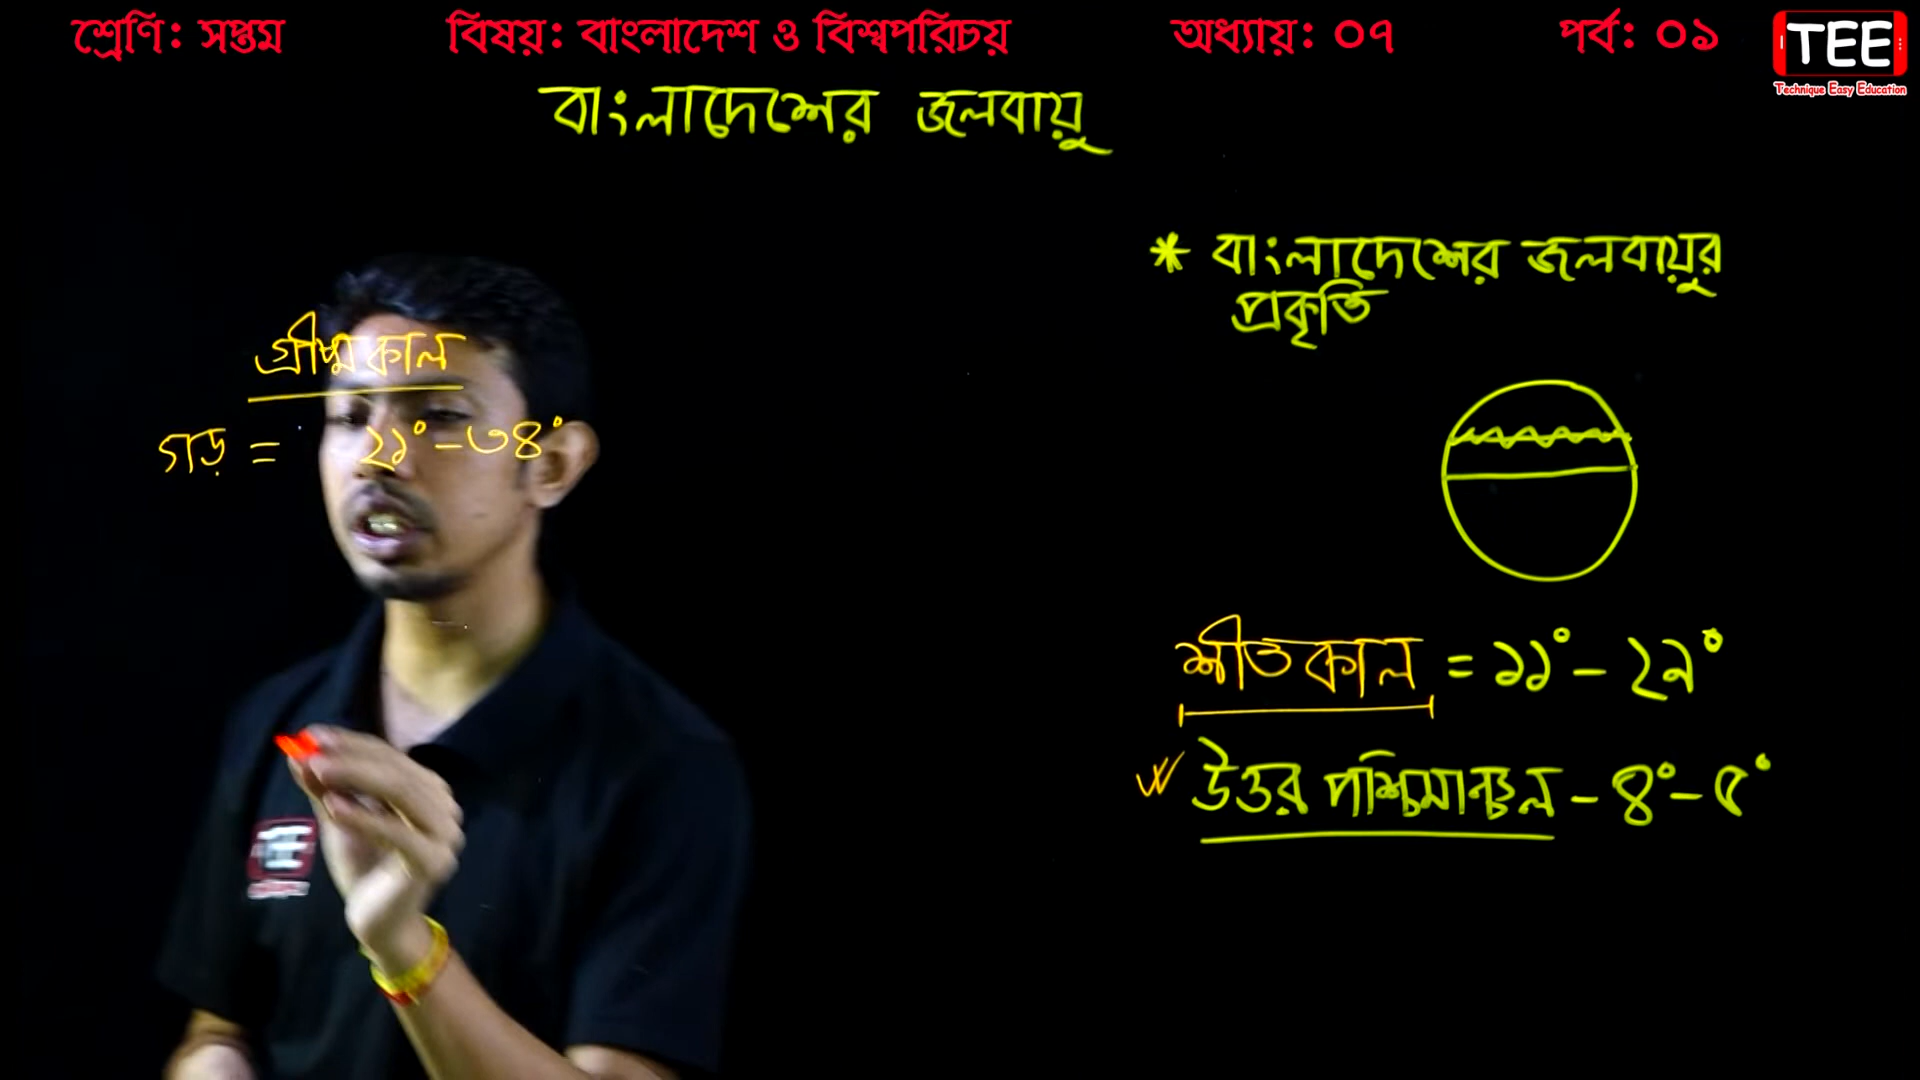 শ্রেণি: সপ্তম বিষয়: বাংলাদেশ ও বিশ্বপরিচয় অধ্যায়: ০৭ পর্ব: ০১
TEE
Technique Easy Education
বাংলাদেশের জলবায়ু
* বাংলাদেশের জলবায়ুর
প্রকৃতি
গ্রীষ্মকাল
গড় = ২১° - ৩৪°
শীতকাল = ১১° - ২৯°
উত্তর পশ্চিমাঞ্চল - ৪° - ৫°
TEE